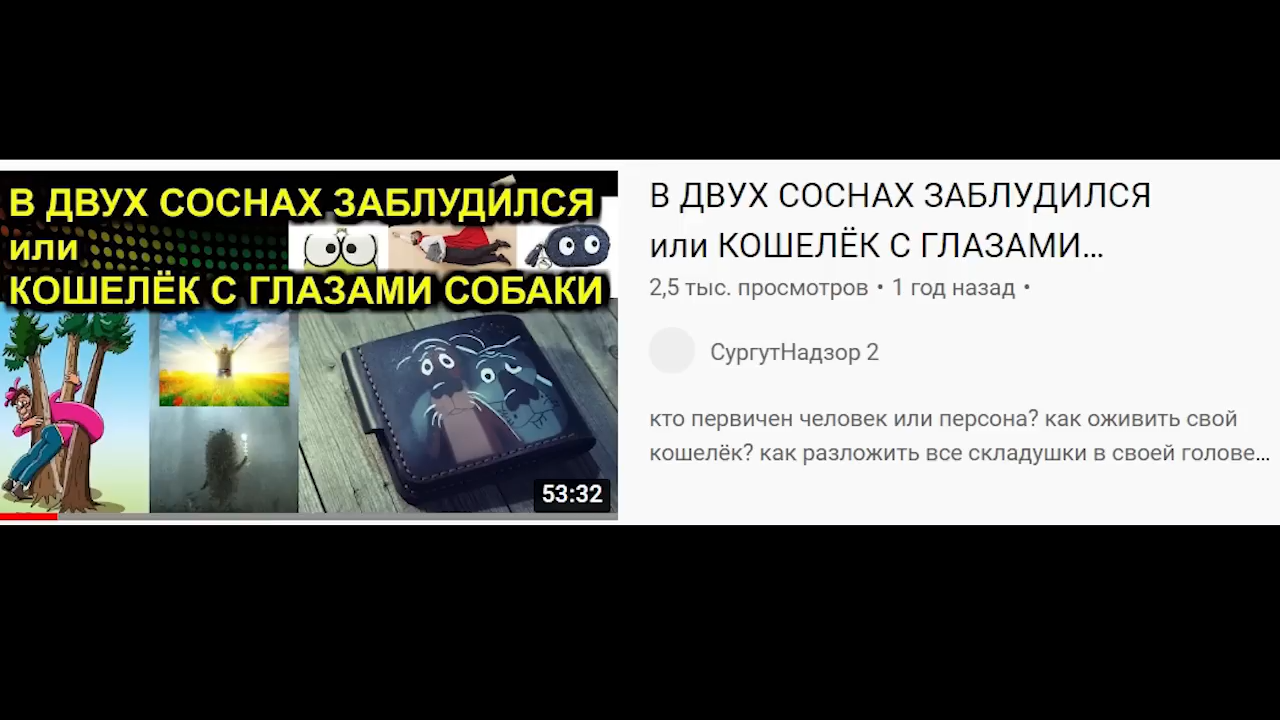 В ДВУХ СОСНАХ ЗАБЛУДИЛСЯ
или
КОШЕЛЁК С ГЛАЗАМИ СОБАКИ
53:32
В ДВУХ СОСНАХ ЗАБЛУДИЛСЯ
или КОШЕЛЁК С ГЛАЗАМИ...
2,5 тыс. просмотров • 1 год назад •
СургутНадзор 2
кто первичен человек или персона? как оживить свой
кошелёк? как разложить все складушки в своей голове...